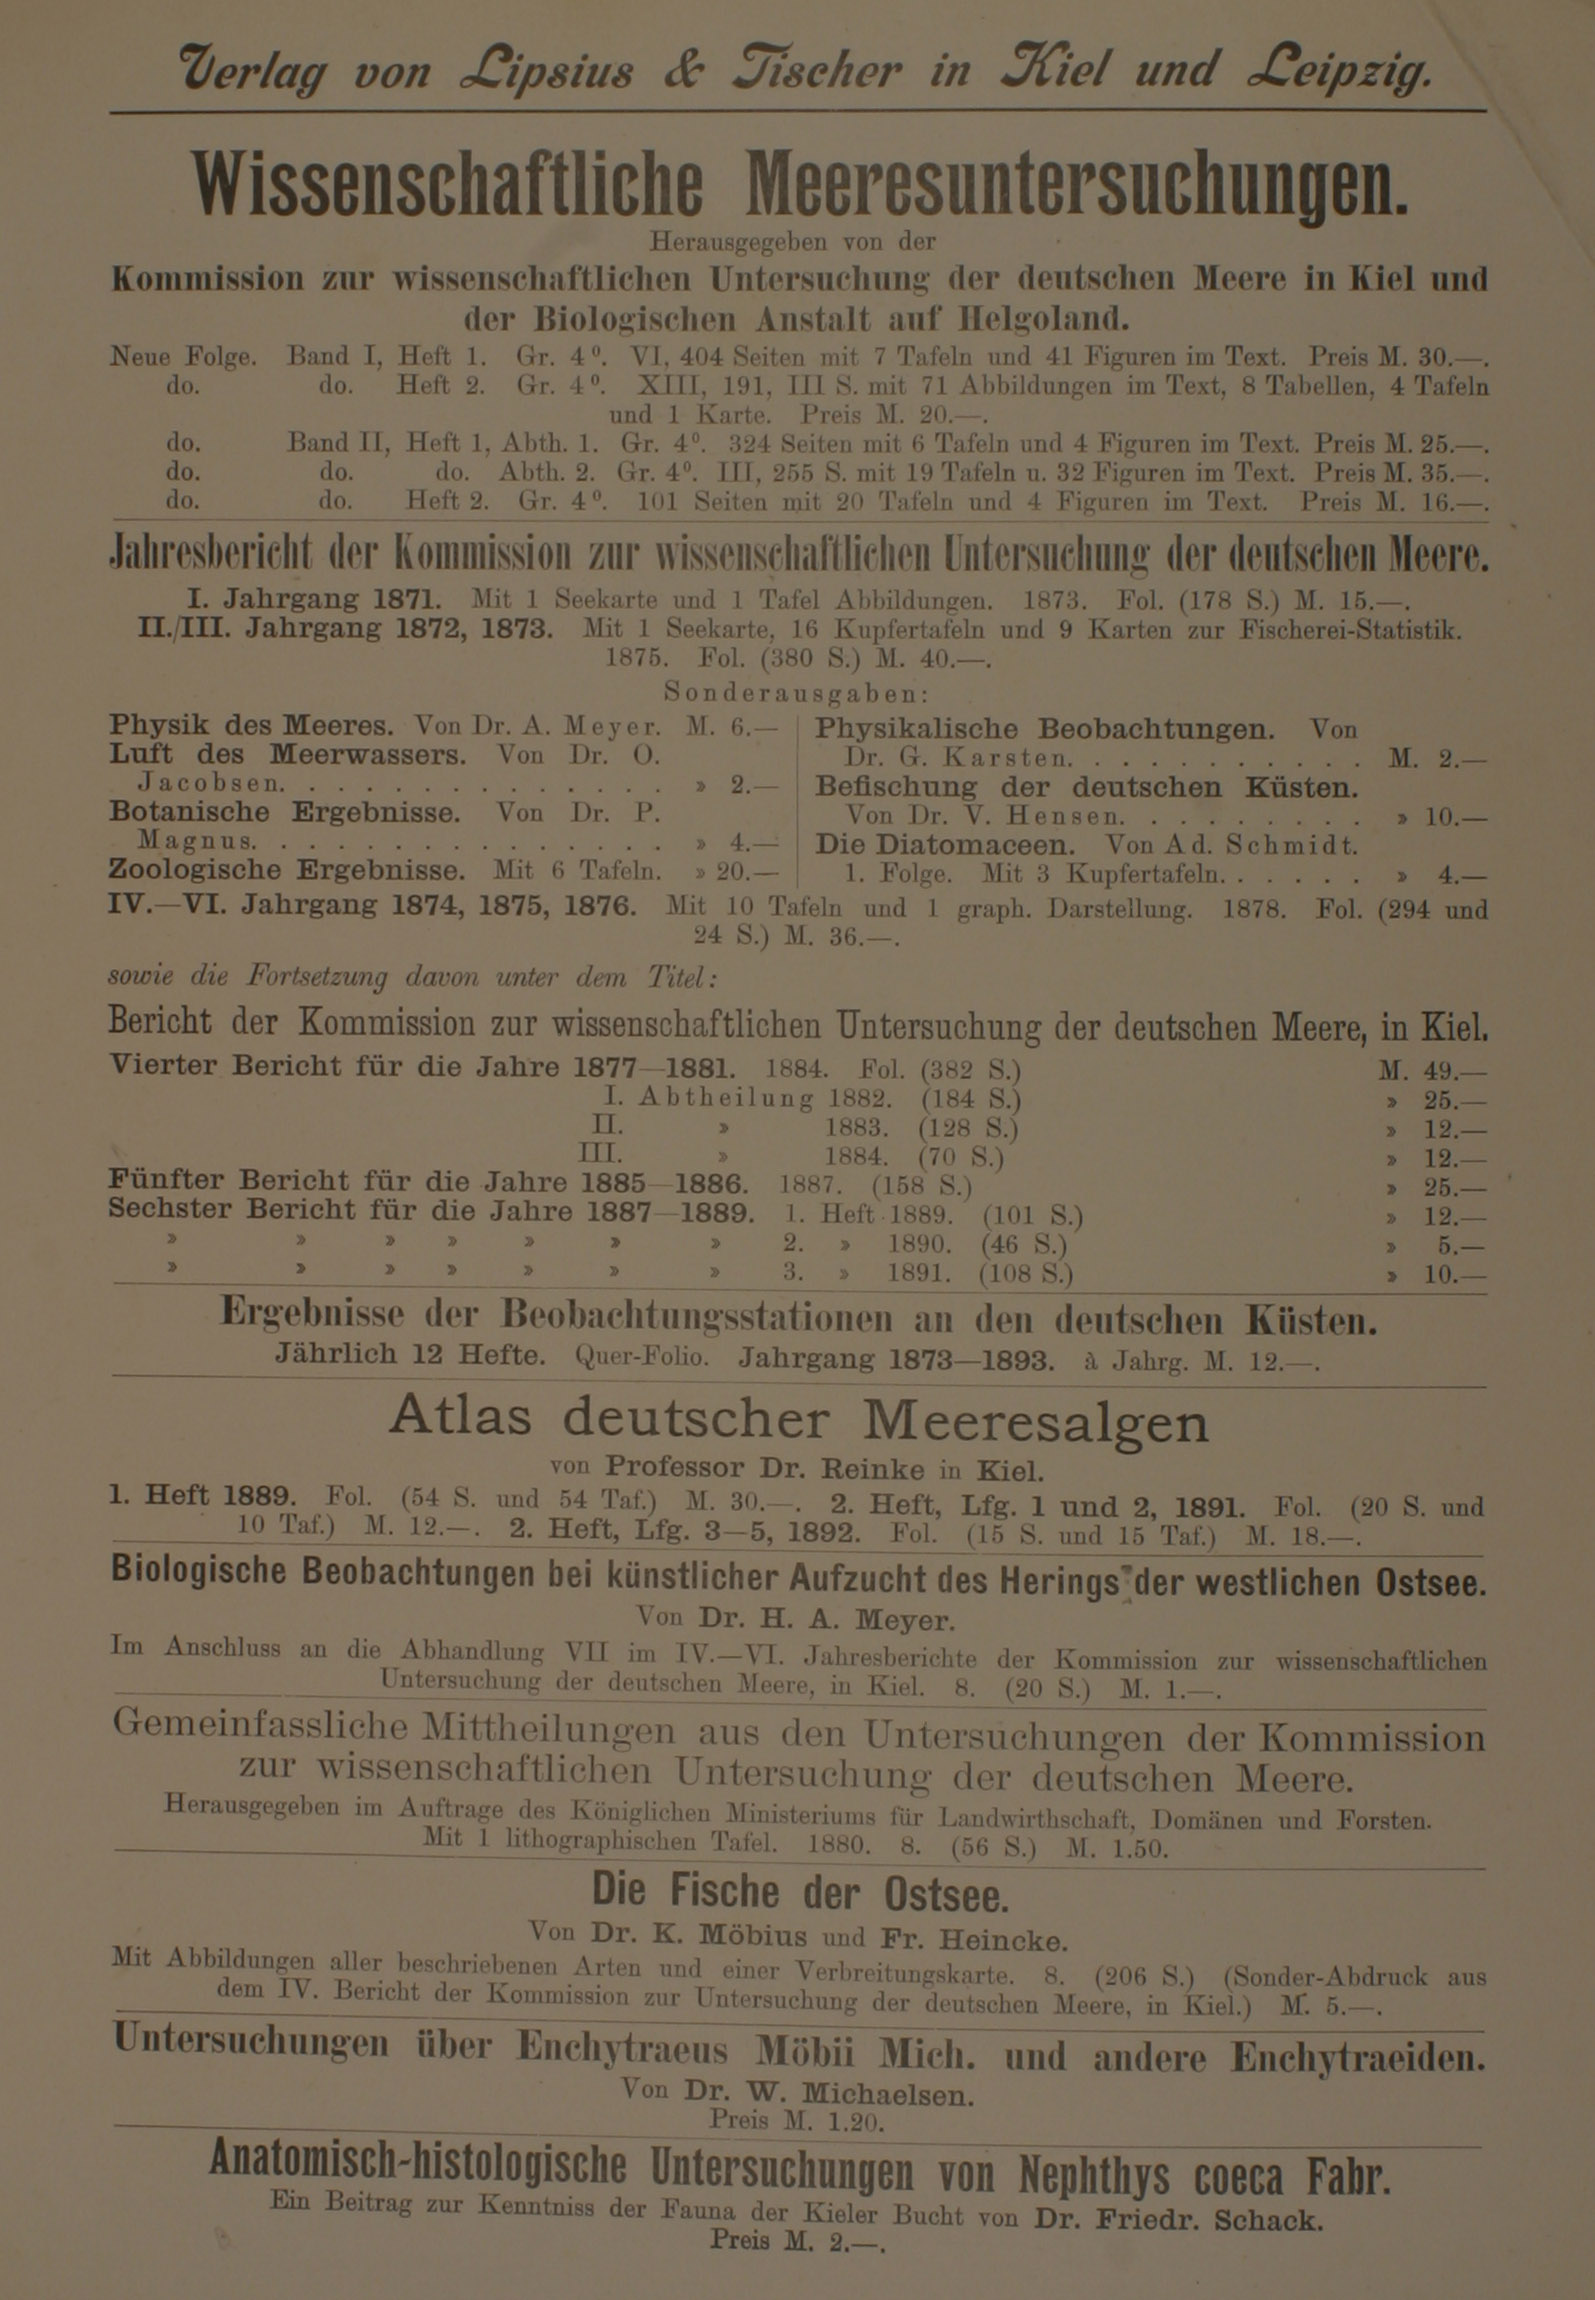 Verlag von Lipsius & Tischer in Kiel und Leipzig.
Wissenschaftliche Meeresuntersuchungen.
Herausgegeben von der
Kommission zur wissenschaftlichen Untersuchung der deutschen Meere in Kiel und
der Biologischen Anstalt auf Helgoland.
Neue Folge. Band I, Heft 1. Gr. 4⁰. VI, 404 Seiten mit 7 Tafeln und 41 Figuren im Text. Preis M. 30.—.
do. do. Heft 2. Gr. 4⁰. XIII, 191, III S. mit 71 Abbildungen im Text, 8 Tabellen, 4 Tafeln
und 1 Karte. Preis M. 20.—.
do. Band II, Heft 1, Abth. 1. Gr. 4⁰. 324 Seiten mit 6 Tafeln und 4 Figuren im Text. Preis M. 25.—.
do. do. do. Abth. 2. Gr. 4⁰. III, 255 S. mit 19 Tafeln u. 32 Figuren im Text. Preis M. 35.—.
do. do. Heft 2. Gr. 4⁰. 101 Seiten mit 20 Tafeln und 4 Figuren im Text. Preis M. 16.—.
Jahresbericht der Kommission zur wissenschaftlichen Untersuchung der deutschen Meere.
I. Jahrgang 1871. Mit 1 Seekarte und 1 Tafel Abbildungen. 1873. Fol. (178 S.) M. 15.—.
II./III. Jahrgang 1872, 1873. Mit 1 Seekarte, 16 Kupfertafeln und 9 Karten zur Fischerei-Statistik.
1875. Fol. (380 S.) M. 40.—.
Sonderausgaben:
Physik des Meeres. Von Dr. A. Meyer. M. 6.—
Luft des Meerwassers. Von Dr. O.
Jacobsen. . . . . . . . . . . . . . . » 2.—
Botanische Ergebnisse. Von Dr. P.
Magnus. . . . . . . . . . . . . . . . » 4.—
Zoologische Ergebnisse. Mit 6 Tafeln. » 20.—
Physikalische Beobachtungen. Von
Dr. G. Karsten. . . . . . . . . . . . M. 2.—
Befischung der deutschen Küsten.
Von Dr. V. Hensen. . . . . . . . . . » 10.—
Die Diatomaceen. Von Ad. Schmidt.
1. Folge. Mit 3 Kupfertafeln. . . . . . » 4.—
IV.—VI. Jahrgang 1874, 1875, 1876. Mit 10 Tafeln und 1 graph. Darstellung. 1878. Fol. (294 und
24 S.) M. 36.—.
sowie die Fortsetzung davon unter dem Titel:
Bericht der Kommission zur wissenschaftlichen Untersuchung der deutschen Meere, in Kiel.
Vierter Bericht für die Jahre 1877—1881. 1884. Fol. (382 S.) M. 49.—
I. Abtheilung 1882. (184 S.) » 25.—
II. » 1883. (128 S.) » 12.—
III. » 1884. (70 S.) » 12.—
Fünfter Bericht für die Jahre 1885—1886. 1887. (158 S.) » 25.—
Sechster Bericht für die Jahre 1887—1889. 1. Heft 1889. (101 S.) » 12.—
» » » » » » » 2. » 1890. (46 S.) » 5.—
» » » » » » » 3. » 1891. (108 S.) » 10.—
Ergebnisse der Beobachtungsstationen an den deutschen Küsten.
Jährlich 12 Hefte. Quer-Folio. Jahrgang 1873—1893. à Jahrg. M. 12.—.
Atlas deutscher Meeresalgen
von Professor Dr. Reinke in Kiel.
1. Heft 1889. Fol. (54 S. und 54 Taf.) M. 30.—. 2. Heft, Lfg. 1 und 2, 1891. Fol. (20 S. und
10 Taf.) M. 12.—. 2. Heft, Lfg. 3—5, 1892. Fol. (15 S. und 15 Taf.) M. 18.—.
Biologische Beobachtungen bei künstlicher Aufzucht des Herings der westlichen Ostsee.
Von Dr. H. A. Meyer.
Im Anschluss an die Abhandlung VII im IV.—VI. Jahresberichte der Kommission zur wissenschaftlichen
Untersuchung der deutschen Meere, in Kiel. 8. (20 S.) M. 1.—.
Gemeinfassliche Mittheilungen aus den Untersuchungen der Kommission
zur wissenschaftlichen Untersuchung der deutschen Meere.
Herausgegeben im Auftrage des Königlichen Ministeriums für Landwirthschaft, Domänen und Forsten.
Mit 1 lithographischen Tafel. 1880. 8. (56 S.) M. 1.50.
Die Fische der Ostsee.
Von Dr. K. Möbius und Fr. Heincke.
Mit Abbildungen aller beschriebenen Arten und einer Verbreitungskarte. 8. (206 S.) (Sonder-Abdruck aus
dem IV. Bericht der Kommission zur Untersuchung der deutschen Meere, in Kiel.) M. 5.—.
Untersuchungen über Enchytraeus Möbii Mich. und andere Enchytraeiden.
Von Dr. W. Michaelsen.
Preis M. 1.20.
Anatomisch-histologische Untersuchungen von Nephthys coeca Fabr.
Ein Beitrag zur Kenntniss der Fauna der Kieler Bucht von Dr. Friedr. Schack.
Preis M. 2.—.